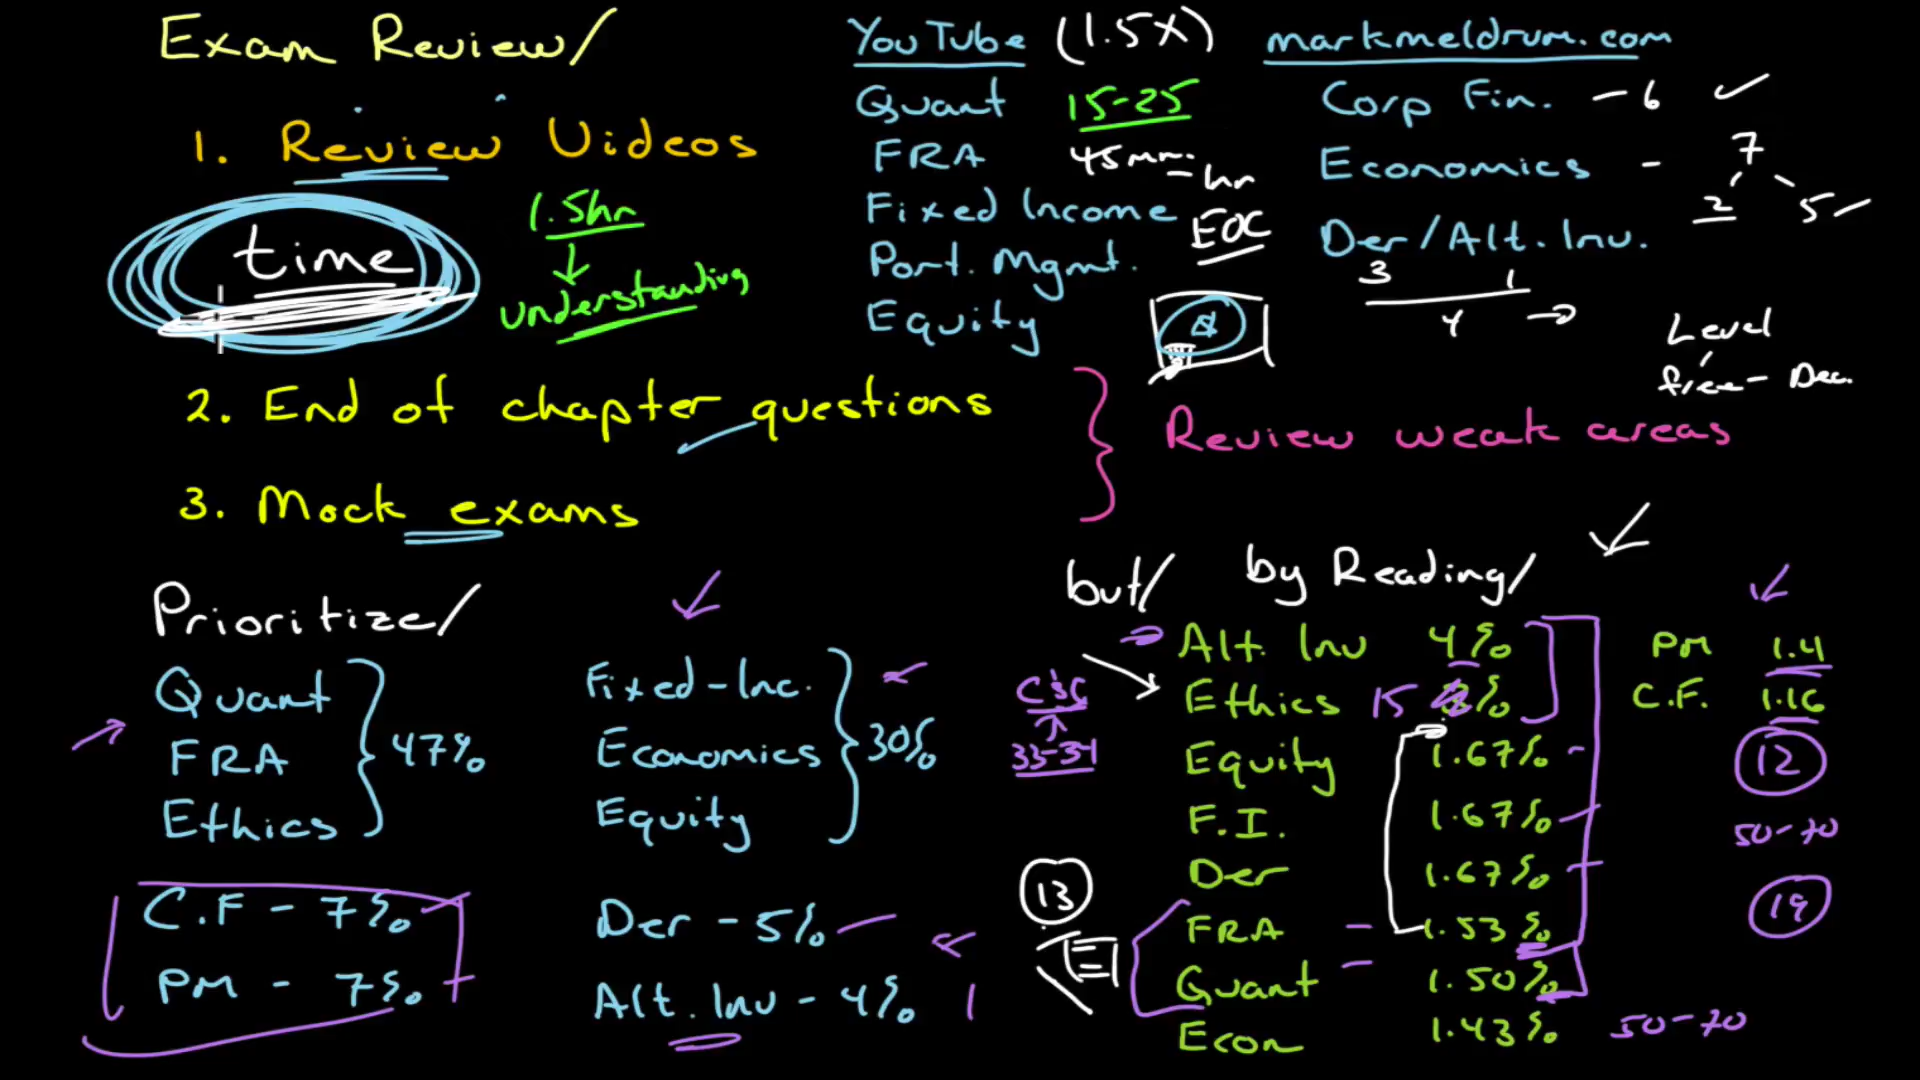 Exam Review/
YouTube (1.5X)
markmeldrum.com
1. Review Videos
time
1.5hr
understanding
Quant 15-25
FRA 45 min. - hr
Fixed Income
EOC
Port. Mgmt.
Equity
Corp Fin. - 6
Economics - 7
2 5
Der/Alt. Inv.
3 1
4
Level
free - Dec.
2. End of chapter questions
3. Mock exams
Review weak areas
Prioritize/
Quant
FRA
Ethics
47%
Fixed-Inc.
Economics
Equity
30%
C.F - 7%
PM - 7%
Der - 5%
Alt. Inv - 4%
but/ by Reading/
Alt. Inv 4%
Ethics 15 %
Equity 1.67%
F.I. 1.67%
Der 1.67%
FRA - 1.53%
Quant - 1.50%
Econ 1.43% 50-70
33-34
13
PM 1.4
C.F. 1.16
12
50-70
19